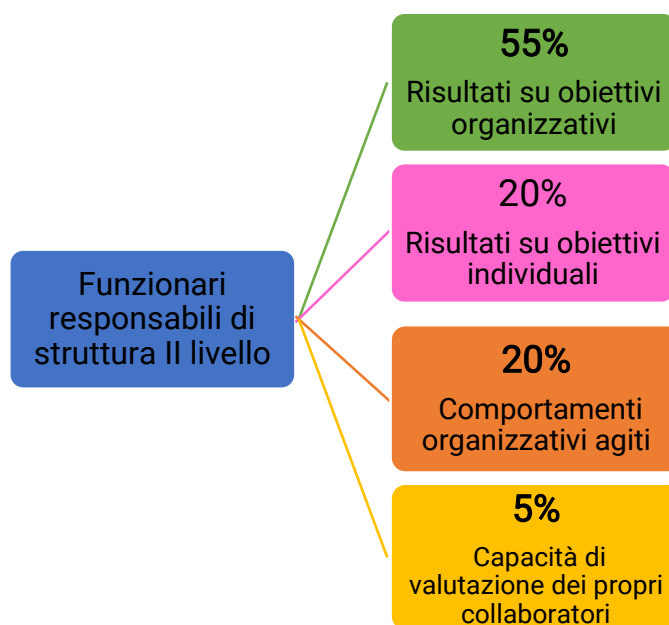 55%
Risultati su obiettivi
organizzativi
20%
Risultati su obiettivi
individuali
Funzionari
responsabili di
struttura II livello
20%
Comportamenti
organizzativi agiti
5%
Capacità di
valutazione dei propri
collaboratori